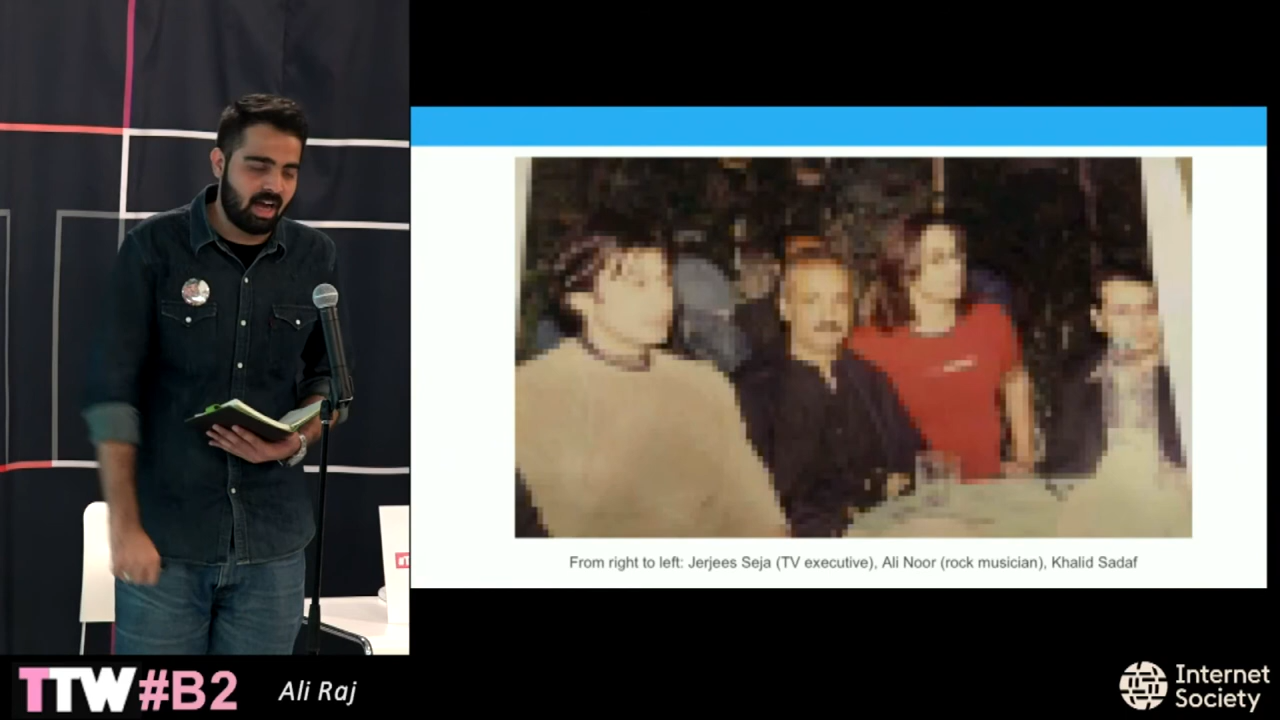 From right to left: Jerjees Seja (TV executive), Ali Noor (rock musician), Khalid Sadaf
TTW#B2
Ali Raj
Internet
Society